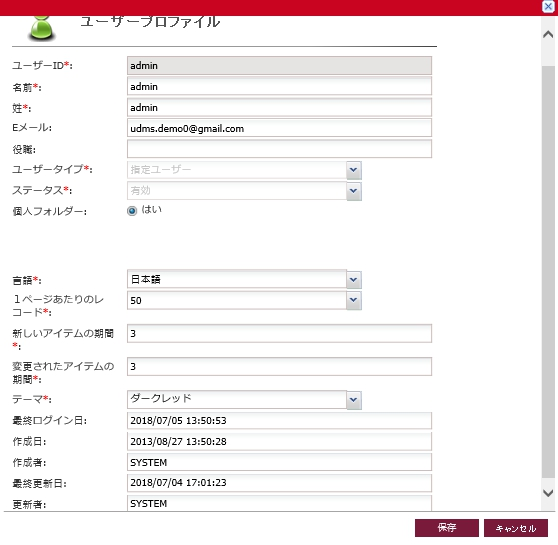 ユーザープロファイル
ユーザーID*: admin
名前*: admin
姓*: admin
Eメール: udms.demo0@gmail.com
役職:
ユーザータイプ*: 指定ユーザー
ステータス*: 有効
個人フォルダー: はい
言語*: 日本語
１ページあたりのレ
コード*: 50
新しいアイテムの期間
*: 3
変更されたアイテムの
期間*: 3
テーマ*: ダークレッド
最終ログイン日: 2018/07/05 13:50:53
作成日: 2013/08/27 13:50:28
作成者: SYSTEM
最終更新日: 2018/07/04 17:01:23
更新者: SYSTEM
保存 キャンセル